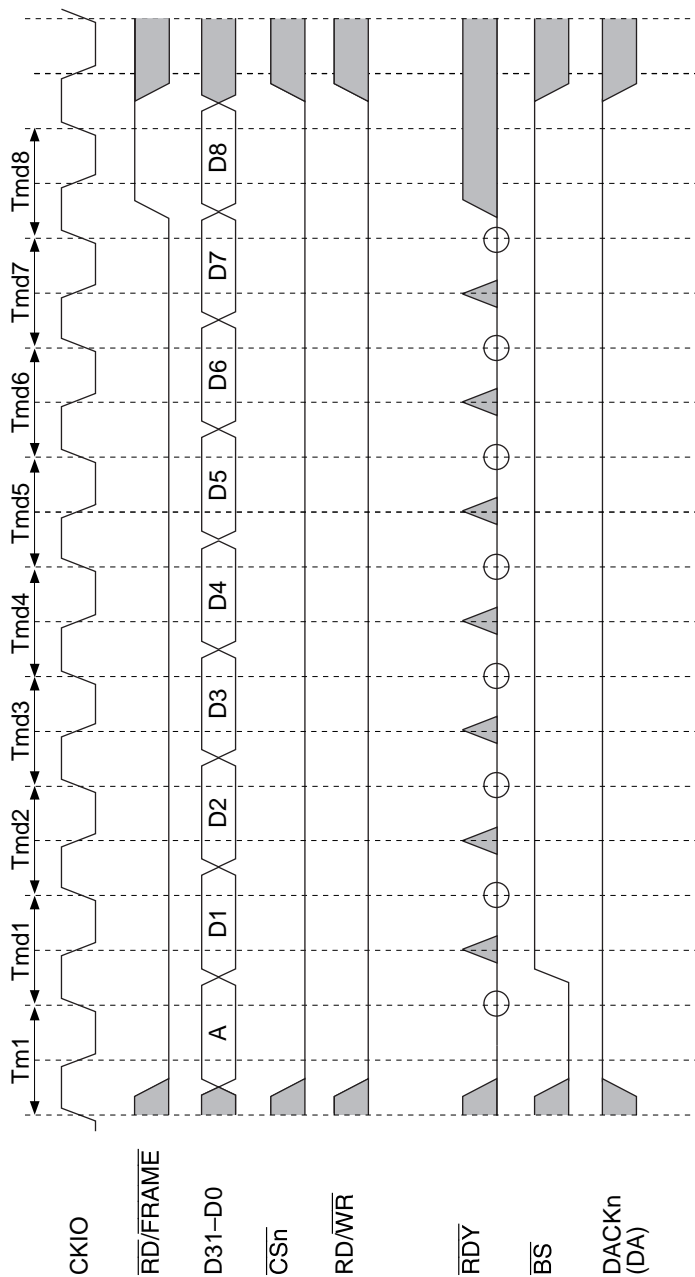 Tm1 Tmd1 Tmd2 Tmd3 Tmd4 Tmd5 Tmd6 Tmd7 Tmd8
CKIO
RD/FRAME
D31–D0 A D1 D2 D3 D4 D5 D6 D7 D8
CSn
RD/WR
RDY
BS
DACKn
(DA)